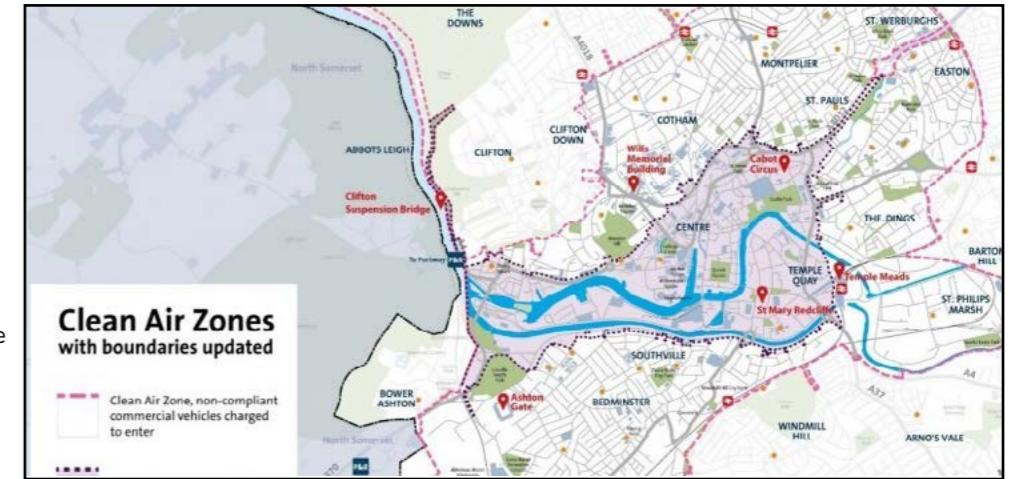 THE
DOWNS
ST. WERBURGHS
A4018
North Somerset
MONTPELIER
EASTON
ST. PAULS
COTHAM
ABBOTS LEIGH
CLIFTON
CLIFTON
DOWN
Wills
Memorial
Building
Cabot
Circus
Clifton
Suspension Bridge
CENTRE
THE DINGS
To Portway
P&R
BARTON
HILL
TEMPLE
QUAY
Temple Meads
St Mary Redcliffe
ST. PHILIPS
MARSH
e
Clean Air Zones
with boundaries updated
SOUTHVILLE
A4
Clean Air Zone, non-compliant
commercial vehicles charged
to enter
BOWER
ASHTON
Ashton
Gate
BEDMINSTER
A37
WINDMILL
HILL
ARNO'S VALE
North Somerset
P&R